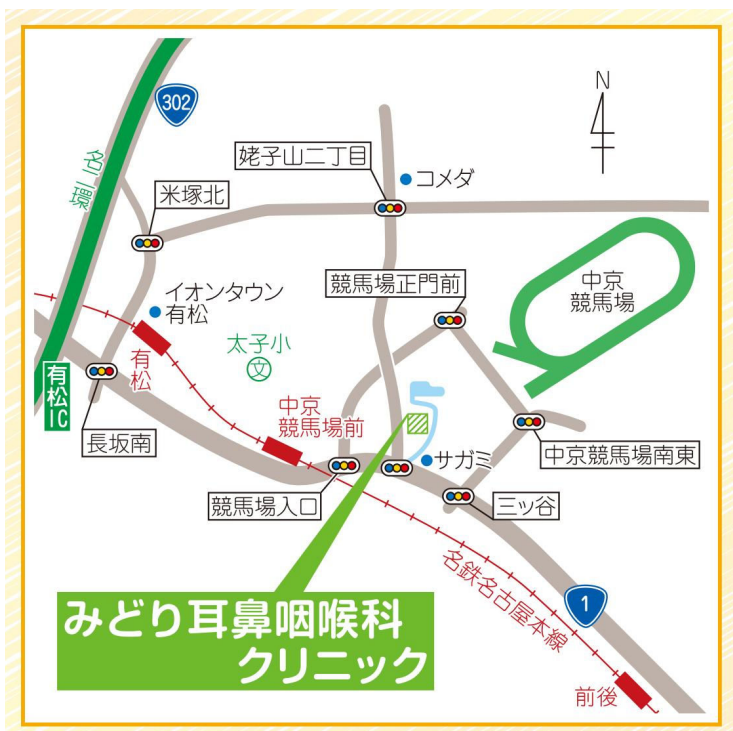 302
N
名二環
姥子山二丁目
コメダ
米塚北
イオンタウン
有松
競馬場正門前
中京
競馬場
太子小
文
有松
有松IC
長坂南
中京
競馬場前
競馬場入口
サガミ
中京競馬場南東
三ッ谷
名鉄名古屋本線
1
みどり耳鼻咽喉科
クリニック
前後